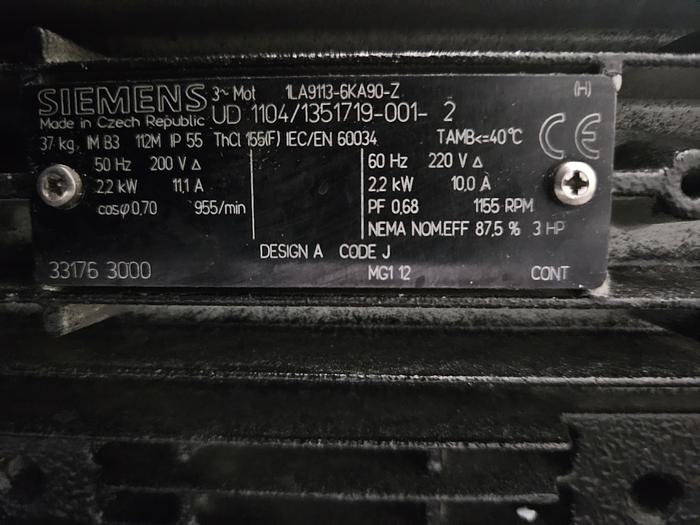 SIEMENS 3~ Mot 1LA9113-6KA90-Z (H)
Made in Czech Republic UD 1104/1351719-001- 2
37 kg IM B3 112M IP 55 ThCl 155(F) IEC/EN 60034 TAMB<=40°C CE
50 Hz 200 V Δ 60 Hz 220 V Δ
2,2 kW 11,1 A 2,2 kW 10,0 A
cosφ 0,70 955/min PF 0,68 1155 RPM
NEMA NOM.EFF 87,5 % 3 HP
DESIGN A CODE J
33176 3000 MG1 12 CONT